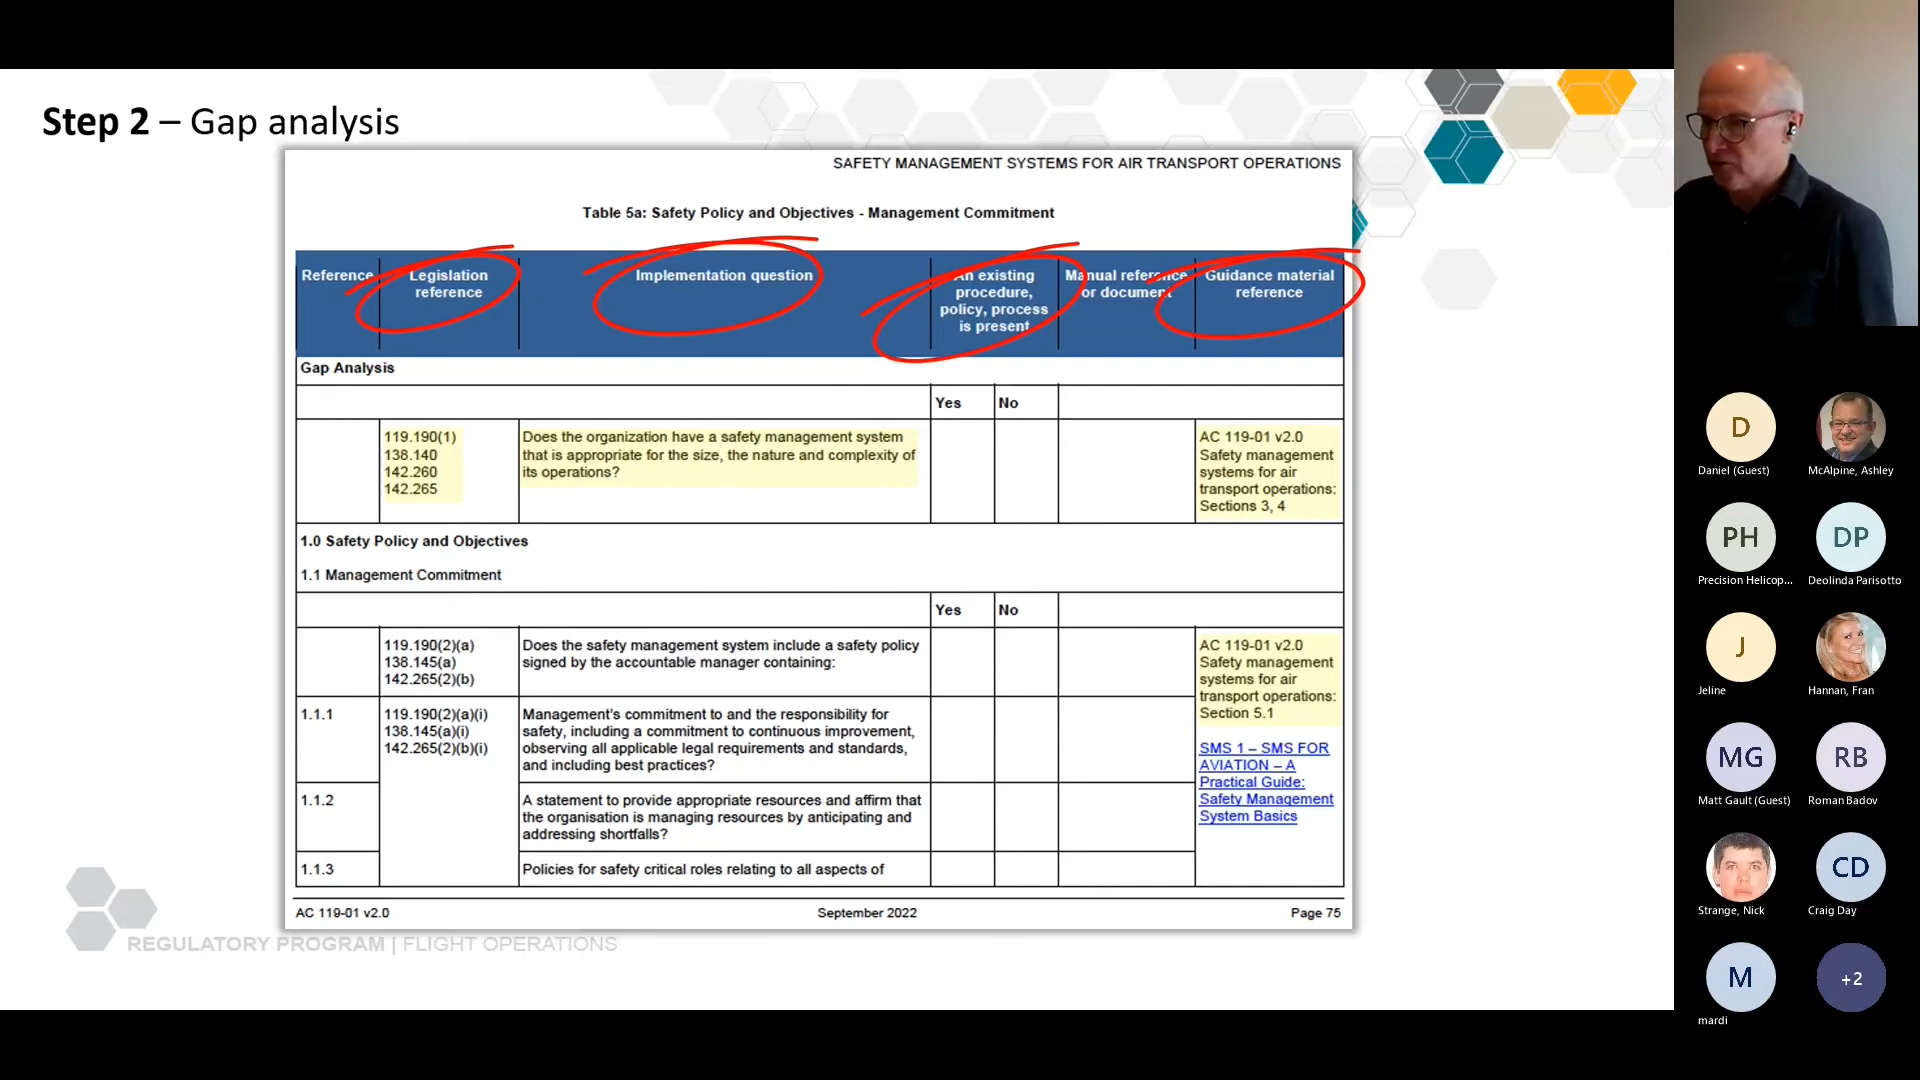 Step 2 – Gap analysis
SAFETY MANAGEMENT SYSTEMS FOR AIR TRANSPORT OPERATIONS
Table 5a: Safety Policy and Objectives - Management Commitment
Reference
Legislation
reference
Implementation question
An existing
procedure,
policy, process
is present
Manual reference
or document
Guidance material
reference
Gap Analysis
Yes
No
119.190(1)
138.140
142.260
142.265
Does the organization have a safety management system
that is appropriate for the size, the nature and complexity of
its operations?
AC 119-01 v2.0
Safety management
systems for air
transport operations:
Sections 3, 4
1.0 Safety Policy and Objectives
1.1 Management Commitment
Yes
No
119.190(2)(a)
138.145(a)
142.265(2)(b)
Does the safety management system include a safety policy
signed by the accountable manager containing:
AC 119-01 v2.0
Safety management
systems for air
transport operations:
Section 5.1
SMS 1 – SMS FOR
AVIATION – A
Practical Guide:
Safety Management
System Basics
1.1.1
119.190(2)(a)(i)
138.145(a)(i)
142.265(2)(b)(i)
Management's commitment to and the responsibility for
safety, including a commitment to continuous improvement,
observing all applicable legal requirements and standards,
and including best practices?
1.1.2
A statement to provide appropriate resources and affirm that
the organisation is managing resources by anticipating and
addressing shortfalls?
1.1.3
Policies for safety critical roles relating to all aspects of
AC 119-01 v2.0
September 2022
Page 75
REGULATORY PROGRAM | FLIGHT OPERATIONS
D
Daniel (Guest)
McAlpine, Ashley
PH
Precision Helicop...
DP
Deolinda Parisotto
J
Jeline
Hannan, Fran
MG
Matt Gault (Guest)
RB
Roman Badov
Strange, Nick
CD
Craig Day
M
mardi
+2